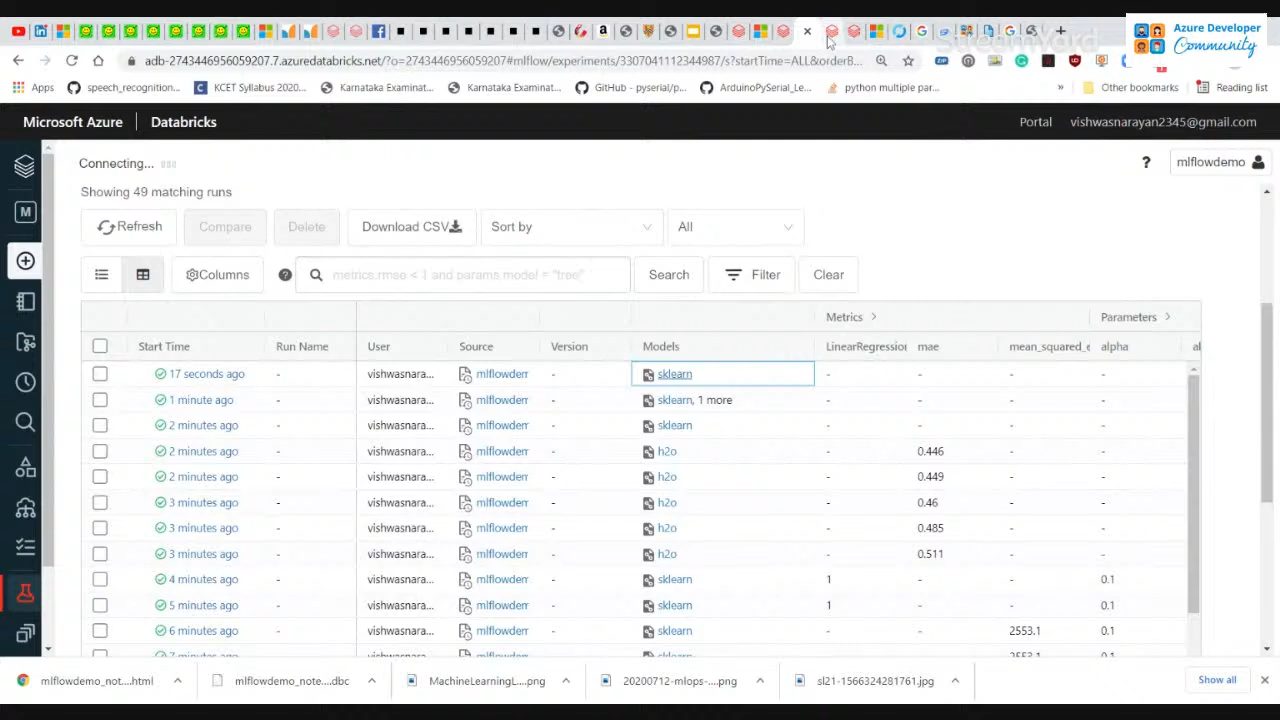 Azure Developer
Community
StreamYard
adb-2743446956059207.7.azuredatabricks.net/?o=2743446956059207#mlflow/experiments/3307041112344987/s?startTime=ALL&orderB...
Apps speech_recognition... KCET Syllabus 2020... Karnataka Examinat... Karnataka Examinat... GitHub - pyserial/p... ArduinoPySerial_Le... python multiple par... » Other bookmarks Reading list
Microsoft Azure Databricks Portal vishwasnarayan2345@gmail.com
Connecting... ? mlflowdemo
Showing 49 matching runs
Refresh Compare Delete Download CSV Sort by All
Columns metrics.rmse < 1 and params.model = "tree" Search Filter Clear
Metrics Parameters
Start Time Run Name User Source Version Models LinearRegression mae mean_squared_e alpha al
17 seconds ago - vishwasnara... mlflowdem - sklearn - - - -
1 minute ago - vishwasnara... mlflowdem - sklearn, 1 more - - - -
2 minutes ago - vishwasnara... mlflowdem - sklearn - - - -
2 minutes ago - vishwasnara... mlflowdem - h2o - 0.446 - -
2 minutes ago - vishwasnara... mlflowdem - h2o - 0.449 - -
3 minutes ago - vishwasnara... mlflowdem - h2o - 0.46 - -
3 minutes ago - vishwasnara... mlflowdem - h2o - 0.485 - -
3 minutes ago - vishwasnara... mlflowdem - h2o - 0.511 - -
4 minutes ago - vishwasnara... mlflowdem - sklearn 1 - - 0.1
5 minutes ago - vishwasnara... mlflowdem - sklearn 1 - - 0.1
6 minutes ago - vishwasnara... mlflowdem - sklearn - - 2553.1 0.1
mlflowdemo_not....html mlflowdemo_note....dbc MachineLearningL....png 20200712-mlops-....png sl21-1566324281761.jpg Show all